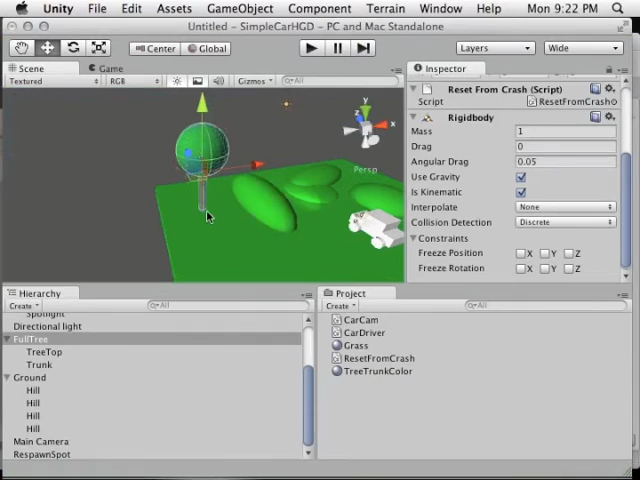 Unity File Edit Assets GameObject Component Terrain Window Help Mon 9:22 PM
Untitled - SimpleCarHGD - PC and Mac Standalone
Center Global Layers Wide
Scene Game Inspector
Textured RGB Gizmos All
Reset From Crash (Script)
Script ResetFromCrash
Rigidbody
Mass 1
Drag 0
Angular Drag 0.05
Use Gravity
Is Kinematic
Interpolate None
Collision Detection Discrete
Constraints
Freeze Position X Y Z
Freeze Rotation X Y Z
y
z
x
Persp
Hierarchy
Create All
Spotlight
Directional light
FullTree
TreeTop
Trunk
Ground
Hill
Hill
Hill
Hill
Main Camera
RespawnSpot
Project
Create All
CarCam
CarDriver
Grass
ResetFromCrash
TreeTrunkColor